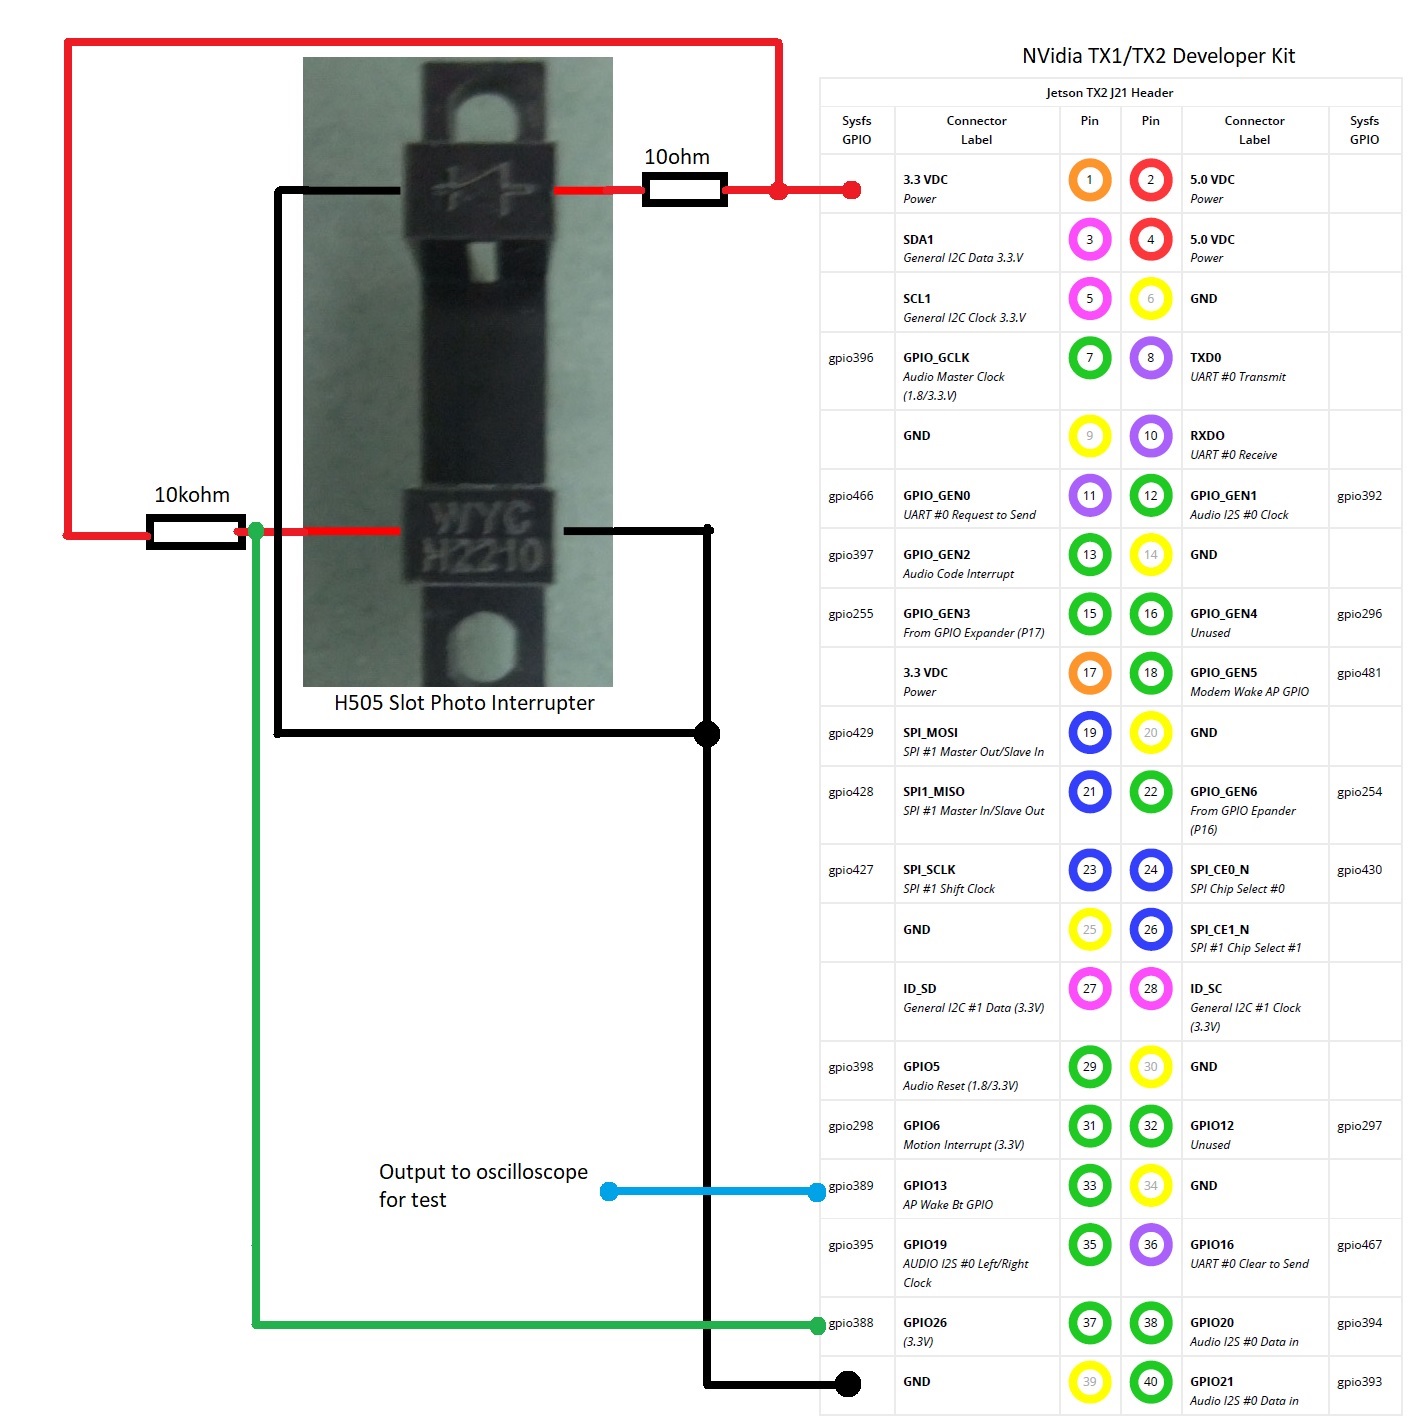 NVidia TX1/TX2 Developer Kit
Jetson TX2 J21 Header
Sysfs GPIO Connector Label Pin Pin Connector Label Sysfs GPIO
10ohm
3.3 VDC 1 2 5.0 VDC
Power Power
SDA1 3 4 5.0 VDC
General I2C Data 3.3.V Power
SCL1 5 6 GND
General I2C Clock 3.3.V
gpio396 GPIO_GCLK 7 8 TXD0
Audio Master Clock UART #0 Transmit
(1.8/3.3.V)
GND 9 10 RXDO
UART #0 Receive
10kohm
gpio466 GPIO_GEN0 11 12 GPIO_GEN1 gpio392
UART #0 Request to Send Audio I2S #0 Clock
WYC
H2210
gpio397 GPIO_GEN2 13 14 GND
Audio Code Interrupt
gpio255 GPIO_GEN3 15 16 GPIO_GEN4 gpio296
From GPIO Expander (P17) Unused
3.3 VDC 17 18 GPIO_GEN5 gpio481
Power Modem Wake AP GPIO
H505 Slot Photo Interrupter
gpio429 SPI_MOSI 19 20 GND
SPI #1 Master Out/Slave In
gpio428 SPI1_MISO 21 22 GPIO_GEN6 gpio254
SPI #1 Master In/Slave Out From GPIO Epander
(P16)
gpio427 SPI_SCLK 23 24 SPI_CE0_N gpio430
SPI #1 Shift Clock SPI Chip Select #0
GND 25 26 SPI_CE1_N
SPI #1 Chip Select #1
ID_SD 27 28 ID_SC
General I2C #1 Data (3.3V) General I2C #1 Clock
(3.3V)
gpio398 GPIO5 29 30 GND
Audio Reset (1.8/3.3V)
gpio298 GPIO6 31 32 GPIO12 gpio297
Motion Interrupt (3.3V) Unused
Output to oscilloscope
for test
gpio389 GPIO13 33 34 GND
AP Wake Bt GPIO
gpio395 GPIO19 35 36 GPIO16 gpio467
AUDIO I2S #0 Left/Right UART #0 Clear to Send
Clock
gpio388 GPIO26 37 38 GPIO20 gpio394
(3.3V) Audio I2S #0 Data in
GND 39 40 GPIO21 gpio393
Audio I2S #0 Data in